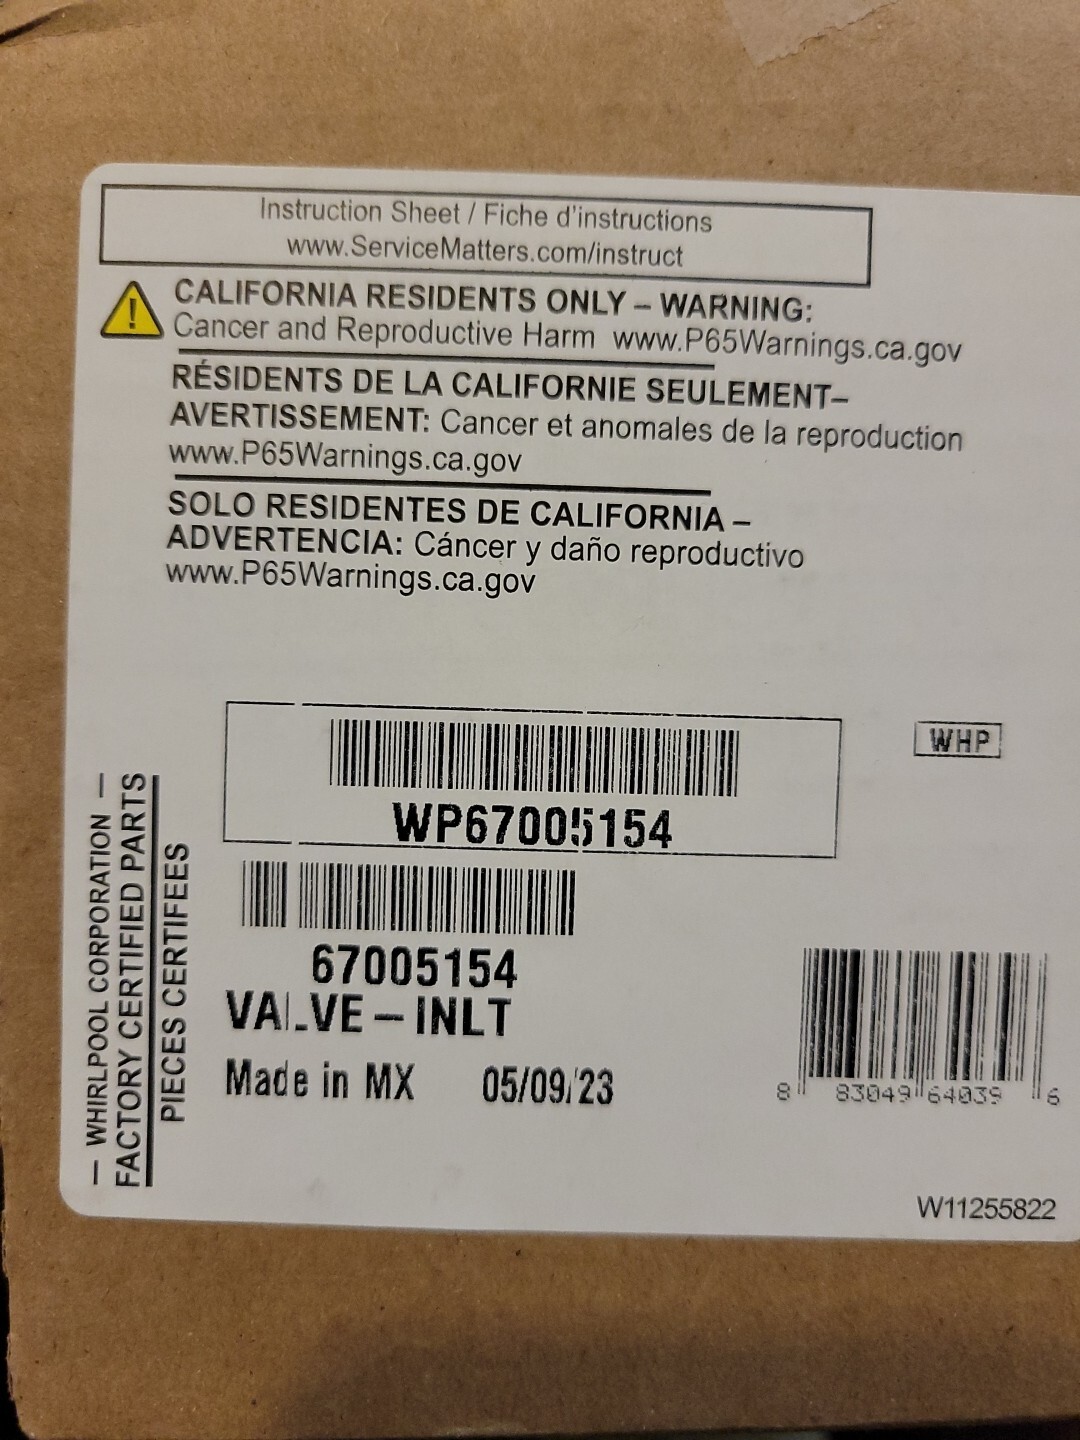 Instruction Sheet / Fiche d'instructions
www.ServiceMatters.com/instruct
CALIFORNIA RESIDENTS ONLY – WARNING:
Cancer and Reproductive Harm www.P65Warnings.ca.gov
RÉSIDENTS DE LA CALIFORNIE SEULEMENT–
AVERTISSEMENT: Cancer et anomales de la reproduction
www.P65Warnings.ca.gov
SOLO RESIDENTES DE CALIFORNIA –
ADVERTENCIA: Cáncer y daño reproductivo
www.P65Warnings.ca.gov
WHP
WP67005154
67005154
VALVE – INLT
Made in MX 05/09/23
8 83049 64039 6
W11255822
— WHIRLPOOL CORPORATION —
FACTORY CERTIFIED PARTS
PIECES CERTIFEES